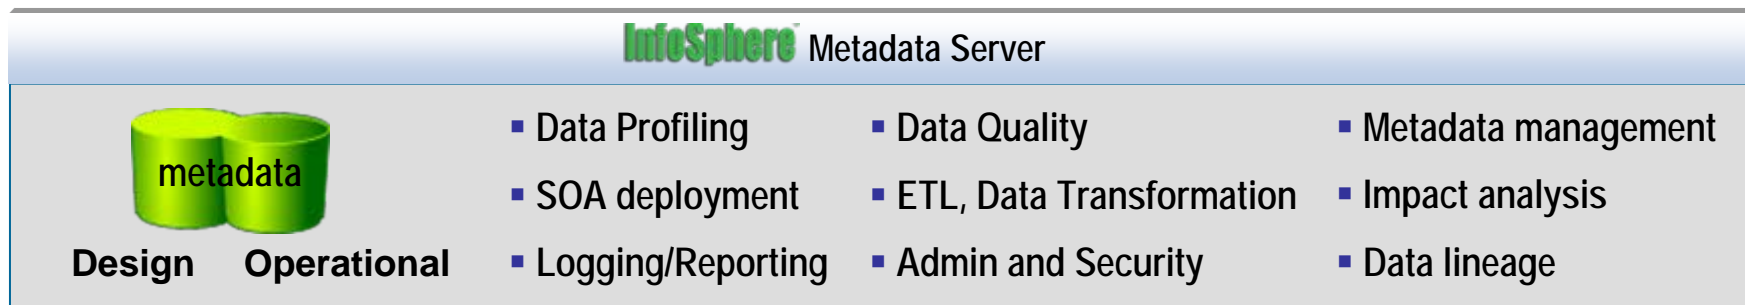 InfoSphere Metadata Server
metadata
Design Operational
▪ Data Profiling
▪ SOA deployment
▪ Logging/Reporting
▪ Data Quality
▪ ETL, Data Transformation
▪ Admin and Security
▪ Metadata management
▪ Impact analysis
▪ Data lineage